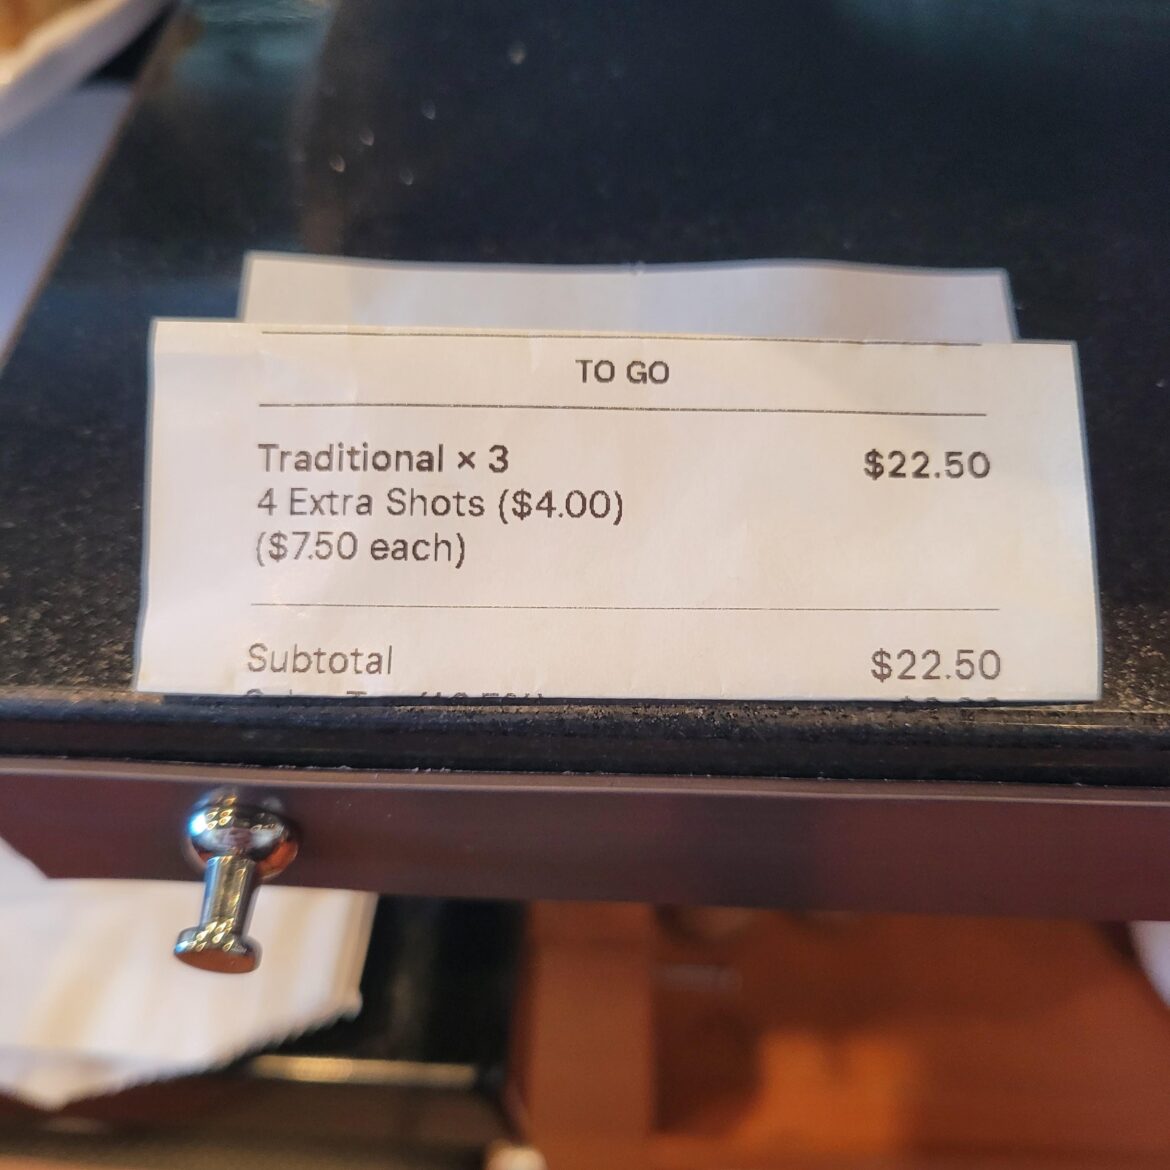 TO GO
Traditional × 3 $22.50
4 Extra Shots ($4.00)
($7.50 each)
Subtotal $22.50